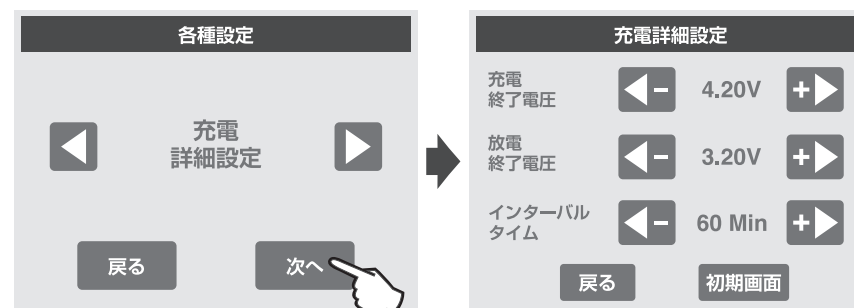 各種設定
充電
詳細設定
戻る
次へ
充電詳細設定
充電
終了電圧
- 4.20V +
放電
終了電圧
- 3.20V +
インターバル
タイム
- 60 Min +
戻る
初期画面